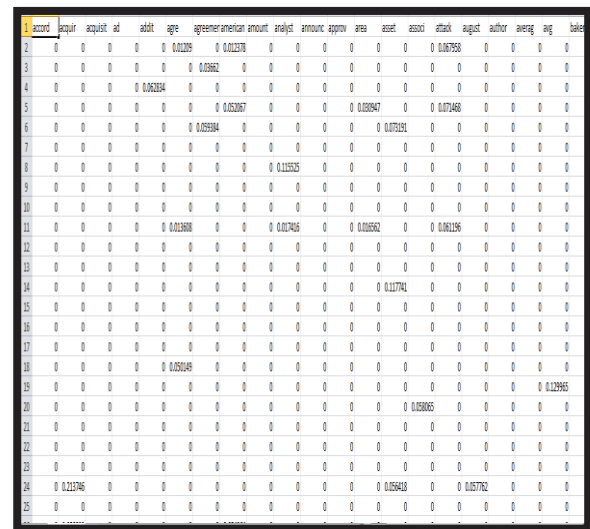 1 accord acquir acquisit ad addit agre agreemen american amount analyst announc approv area asset associ attack august author averag avg baker
2 0 0 0 0 0 0.01209 0 0.012378 0 0 0 0 0 0 0 0.067958 0 0 0 0
3 0 0 0 0 0 0 0.03662 0 0 0 0 0 0 0 0 0 0 0 0 0
4 0 0 0 0 0.062834 0 0 0 0 0 0 0 0 0 0 0 0 0 0 0
5 0 0 0 0 0 0 0 0.052067 0 0 0 0 0.030947 0 0 0.071468 0 0 0 0
6 0 0 0 0 0 0 0.059384 0 0 0 0 0 0 0.073191 0 0 0 0 0 0
7 0 0 0 0 0 0 0 0 0 0 0 0 0 0 0 0 0 0 0 0
8 0 0 0 0 0 0 0 0 0 0.115525 0 0 0 0 0 0 0 0 0 0
9 0 0 0 0 0 0 0 0 0 0 0 0 0 0 0 0 0 0 0 0
10 0 0 0 0 0 0 0 0 0 0 0 0 0 0 0 0 0 0 0 0
11 0 0 0 0 0 0.013608 0 0 0 0.017416 0 0 0.016562 0 0 0.061196 0 0 0 0
12 0 0 0 0 0 0 0 0 0 0 0 0 0 0 0 0 0 0 0 0
13 0 0 0 0 0 0 0 0 0 0 0 0 0 0 0 0 0 0 0 0
14 0 0 0 0 0 0 0 0 0 0 0 0 0 0.117741 0 0 0 0 0 0
15 0 0 0 0 0 0 0 0 0 0 0 0 0 0 0 0 0 0 0 0
16 0 0 0 0 0 0 0 0 0 0 0 0 0 0 0 0 0 0 0 0
17 0 0 0 0 0 0 0 0 0 0 0 0 0 0 0 0 0 0 0 0
18 0 0 0 0 0 0.050149 0 0 0 0 0 0 0 0 0 0 0 0 0 0
19 0 0 0 0 0 0 0 0 0 0 0 0 0 0 0 0 0 0 0 0.129965
20 0 0 0 0 0 0 0 0 0 0 0 0 0 0 0.058065 0 0 0 0 0
21 0 0 0 0 0 0 0 0 0 0 0 0 0 0 0 0 0 0 0 0
22 0 0 0 0 0 0 0 0 0 0 0 0 0 0 0 0 0 0 0 0
23 0 0 0 0 0 0 0 0 0 0 0 0 0 0 0 0 0 0 0 0
24 0 0.213746 0 0 0 0 0 0 0 0 0 0 0 0.056418 0 0 0.057762 0 0 0
25 0 0 0 0 0 0 0 0 0 0 0 0 0 0 0 0 0 0 0 0